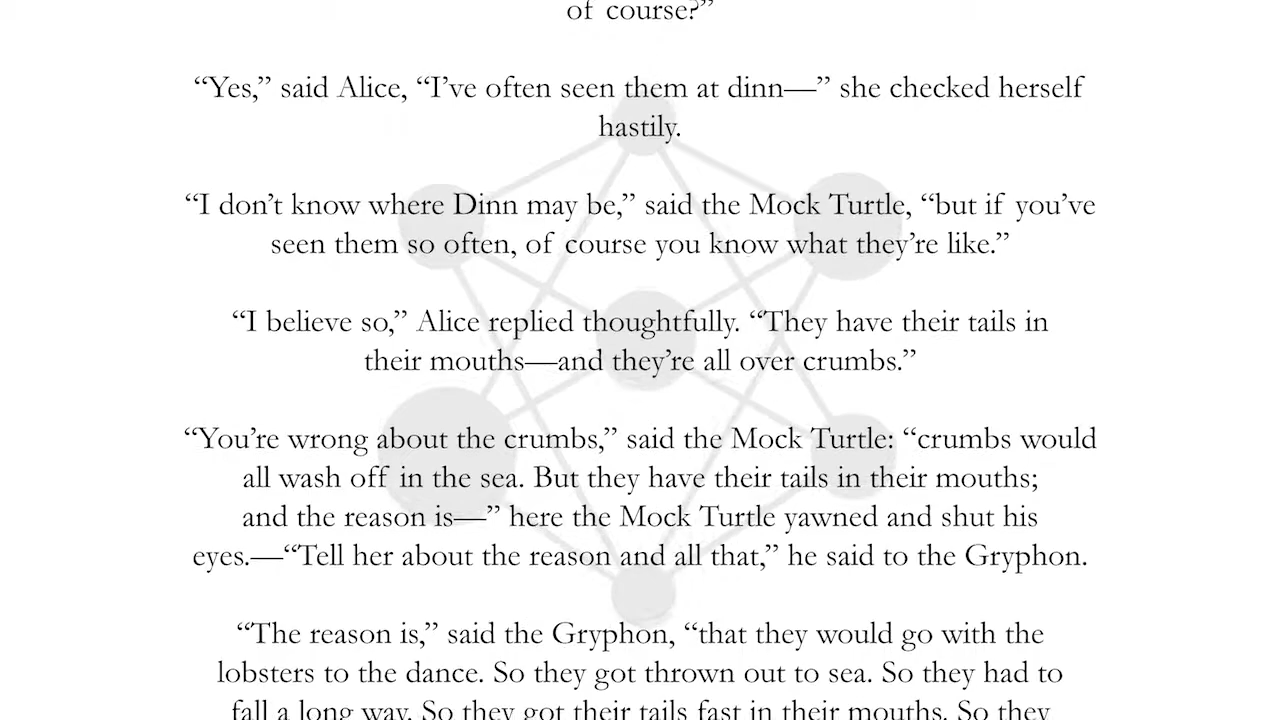 of course?”
“Yes,” said Alice, “I’ve often seen them at dinn—” she checked herself
hastily.
“I don’t know where Dinn may be,” said the Mock Turtle, “but if you’ve
seen them so often, of course you know what they’re like.”
“I believe so,” Alice replied thoughtfully. “They have their tails in
their mouths—and they’re all over crumbs.”
“You’re wrong about the crumbs,” said the Mock Turtle: “crumbs would
all wash off in the sea. But they have their tails in their mouths;
and the reason is—” here the Mock Turtle yawned and shut his
eyes.—“Tell her about the reason and all that,” he said to the Gryphon.
“The reason is,” said the Gryphon, “that they would go with the
lobsters to the dance. So they got thrown out to sea. So they had to
fall a long way. So they got their tails fast in their mouths. So they